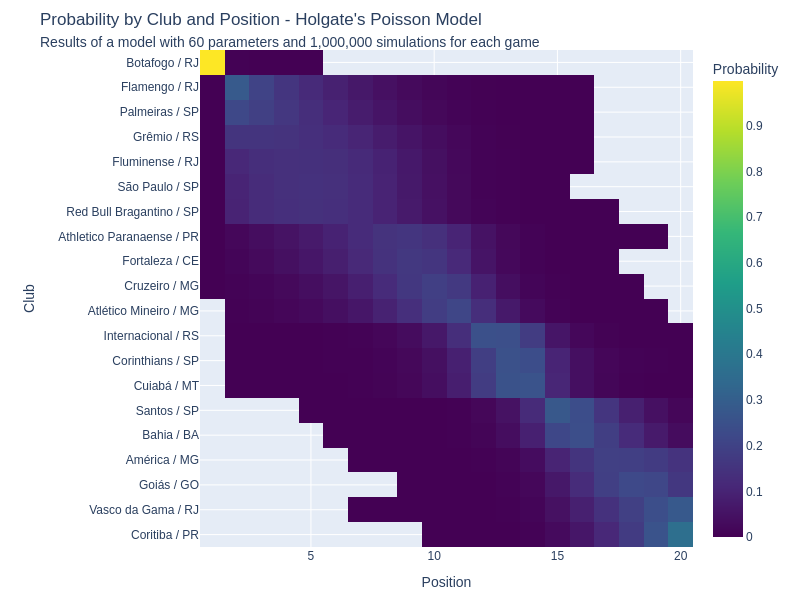 Probability by Club and Position - Holgate's Poisson Model
Results of a model with 60 parameters and 1,000,000 simulations for each game
Probability
Club
Botafogo / RJ
Flamengo / RJ
Palmeiras / SP
Grêmio / RS
Fluminense / RJ
São Paulo / SP
Red Bull Bragantino / SP
Athletico Paranaense / PR
Fortaleza / CE
Cruzeiro / MG
Atlético Mineiro / MG
Internacional / RS
Corinthians / SP
Cuiabá / MT
Santos / SP
Bahia / BA
América / MG
Goiás / GO
Vasco da Gama / RJ
Coritiba / PR
0.9
0.8
0.7
0.6
0.5
0.4
0.3
0.2
0.1
0
5 10 15 20
Position